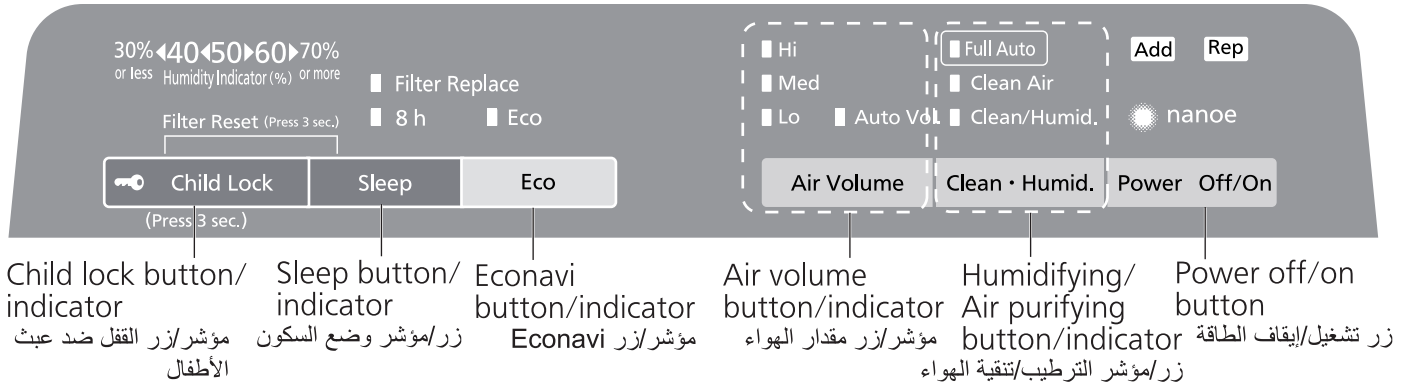 30% 40 50 60 70%
or less Humidity Indicator (%) or more
Filter Replace
Filter Reset (Press 3 sec.)
8 h
Eco
Child Lock
Sleep
Eco
(Press 3 sec.)
Hi
Med
Lo
Auto Vol.
Full Auto
Clean Air
Clean/Humid.
Add
Rep
nanoe
Air Volume
Clean・Humid.
Power Off/On
Child lock button/
indicator
مؤشر/زر القفل ضد عبث
الأطفال
Sleep button/
indicator
زر/مؤشر وضع السكون
Econavi
button/indicator
مؤشر/زر Econavi
Air volume
button/indicator
مؤشر/زر مقدار الهواء
Humidifying/
Air purifying
button/indicator
زر/مؤشر الترطيب/تنقية الهواء
Power off/on
button
زر تشغيل/إيقاف الطاقة